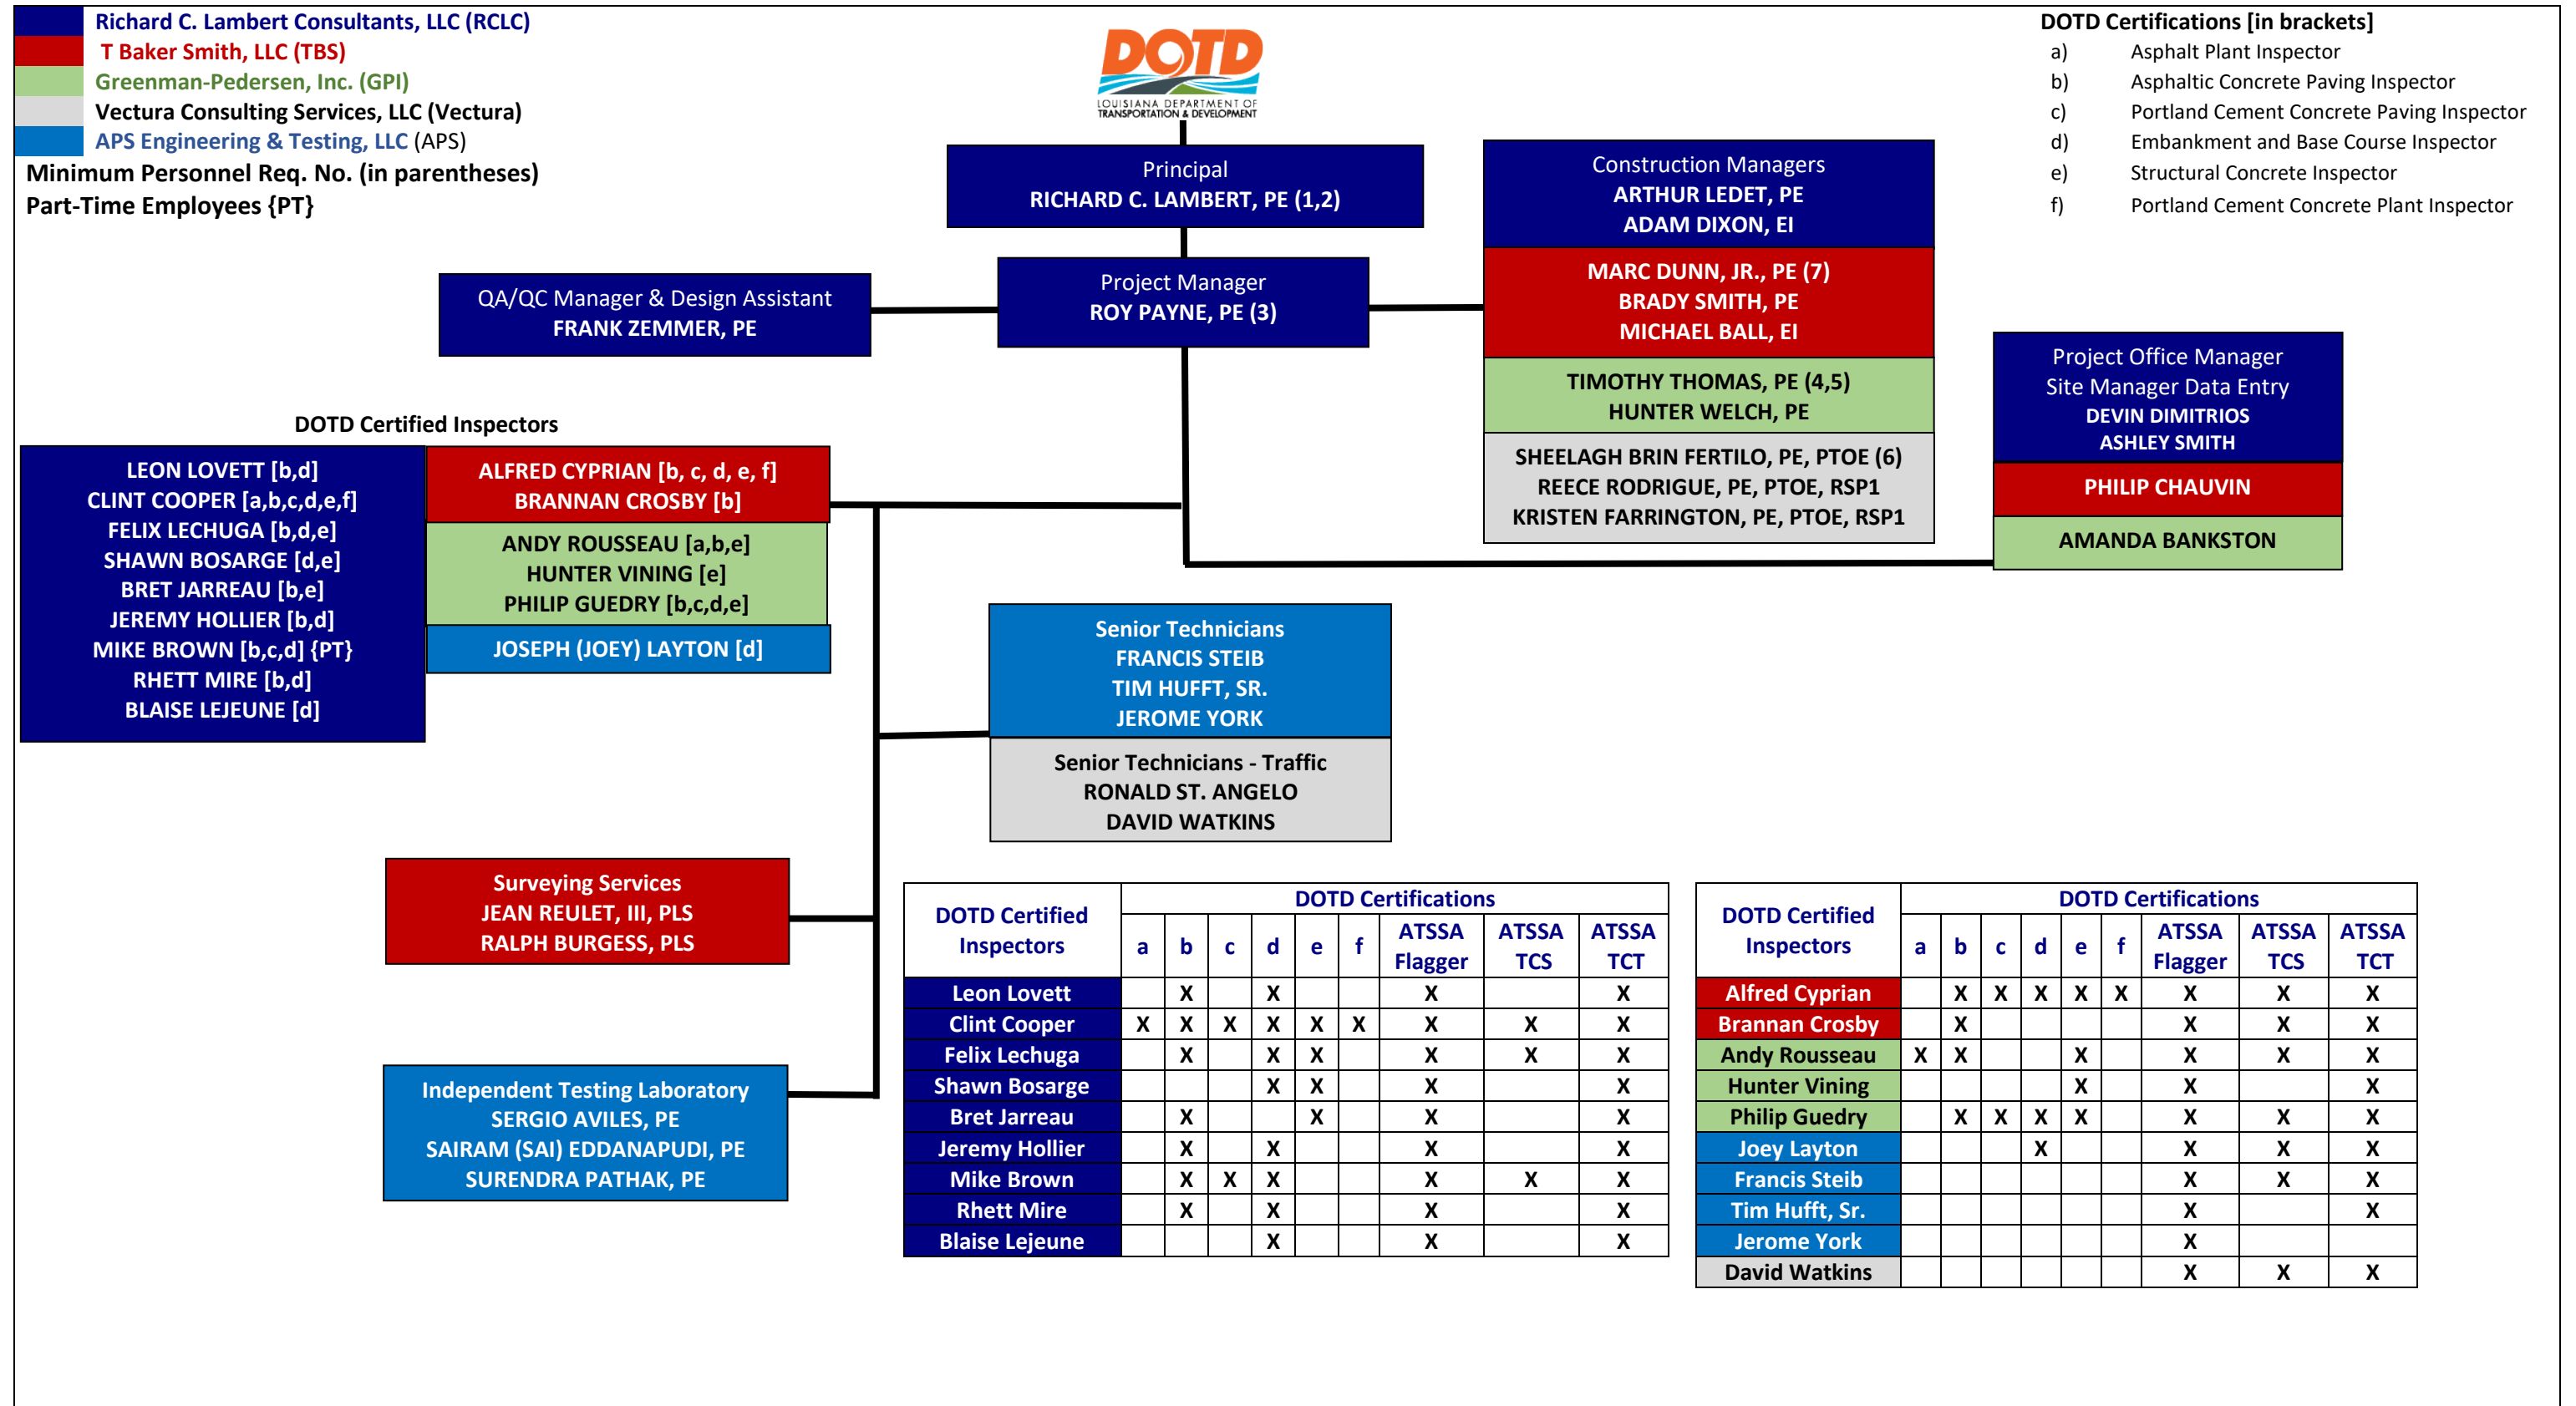 Richard C. Lambert Consultants, LLC (RCLC)
T Baker Smith, LLC (TBS)
Greenman-Pedersen, Inc. (GPI)
Vectura Consulting Services, LLC (Vectura)
APS Engineering & Testing, LLC (APS)
Minimum Personnel Req. No. (in parentheses)
Part-Time Employees {PT}
DOTD
LOUISIANA DEPARTMENT OF
TRANSPORTATION & DEVELOPMENT
DOTD Certifications [in brackets]
a) Asphalt Plant Inspector
b) Asphaltic Concrete Paving Inspector
c) Portland Cement Concrete Paving Inspector
d) Embankment and Base Course Inspector
e) Structural Concrete Inspector
f) Portland Cement Concrete Plant Inspector
Principal
RICHARD C. LAMBERT, PE (1,2)
Construction Managers
ARTHUR LEDET, PE
ADAM DIXON, EI
MARC DUNN, JR., PE (7)
BRADY SMITH, PE
MICHAEL BALL, EI
TIMOTHY THOMAS, PE (4,5)
HUNTER WELCH, PE
SHEELAGH BRIN FERTILO, PE, PTOE (6)
REECE RODRIGUE, PE, PTOE, RSP1
KRISTEN FARRINGTON, PE, PTOE, RSP1
QA/QC Manager & Design Assistant
FRANK ZEMMER, PE
Project Manager
ROY PAYNE, PE (3)
Project Office Manager
Site Manager Data Entry
DEVIN DIMITRIOS
ASHLEY SMITH
PHILIP CHAUVIN
AMANDA BANKSTON
DOTD Certified Inspectors
LEON LOVETT [b,d]
CLINT COOPER [a,b,c,d,e,f]
FELIX LECHUGA [b,d,e]
SHAWN BOSARGE [d,e]
BRET JARREAU [b,e]
JEREMY HOLLIER [b,d]
MIKE BROWN [b,c,d] {PT}
RHETT MIRE [b,d]
BLAISE LEJEUNE [d]
ALFRED CYPRIAN [b, c, d, e, f]
BRANNAN CROSBY [b]
ANDY ROUSSEAU [a,b,e]
HUNTER VINING [e]
PHILIP GUEDRY [b,c,d,e]
JOSEPH (JOEY) LAYTON [d]
Senior Technicians
FRANCIS STEIB
TIM HUFFT, SR.
JEROME YORK
Senior Technicians - Traffic
RONALD ST. ANGELO
DAVID WATKINS
Surveying Services
JEAN REULET, III, PLS
RALPH BURGESS, PLS
Independent Testing Laboratory
SERGIO AVILES, PE
SAIRAM (SAI) EDDANAPUDI, PE
SURENDRA PATHAK, PE
DOTD Certified Inspectors
DOTD Certifications
a b c d e f ATSSA Flagger ATSSA TCS ATSSA TCT
Leon Lovett X X X X
Clint Cooper X X X X X X X X X
Felix Lechuga X X X X X X
Shawn Bosarge X X X X
Bret Jarreau X X X X
Jeremy Hollier X X X X
Mike Brown X X X X X X
Rhett Mire X X X X
Blaise Lejeune X X X
DOTD Certified Inspectors
DOTD Certifications
a b c d e f ATSSA Flagger ATSSA TCS ATSSA TCT
Alfred Cyprian X X X X X X X X
Brannan Crosby X X X X
Andy Rousseau X X X X X X
Hunter Vining X X X
Philip Guedry X X X X X X X
Joey Layton X X X X
Francis Steib X X X
Tim Hufft, Sr. X X
Jerome York X
David Watkins X X X